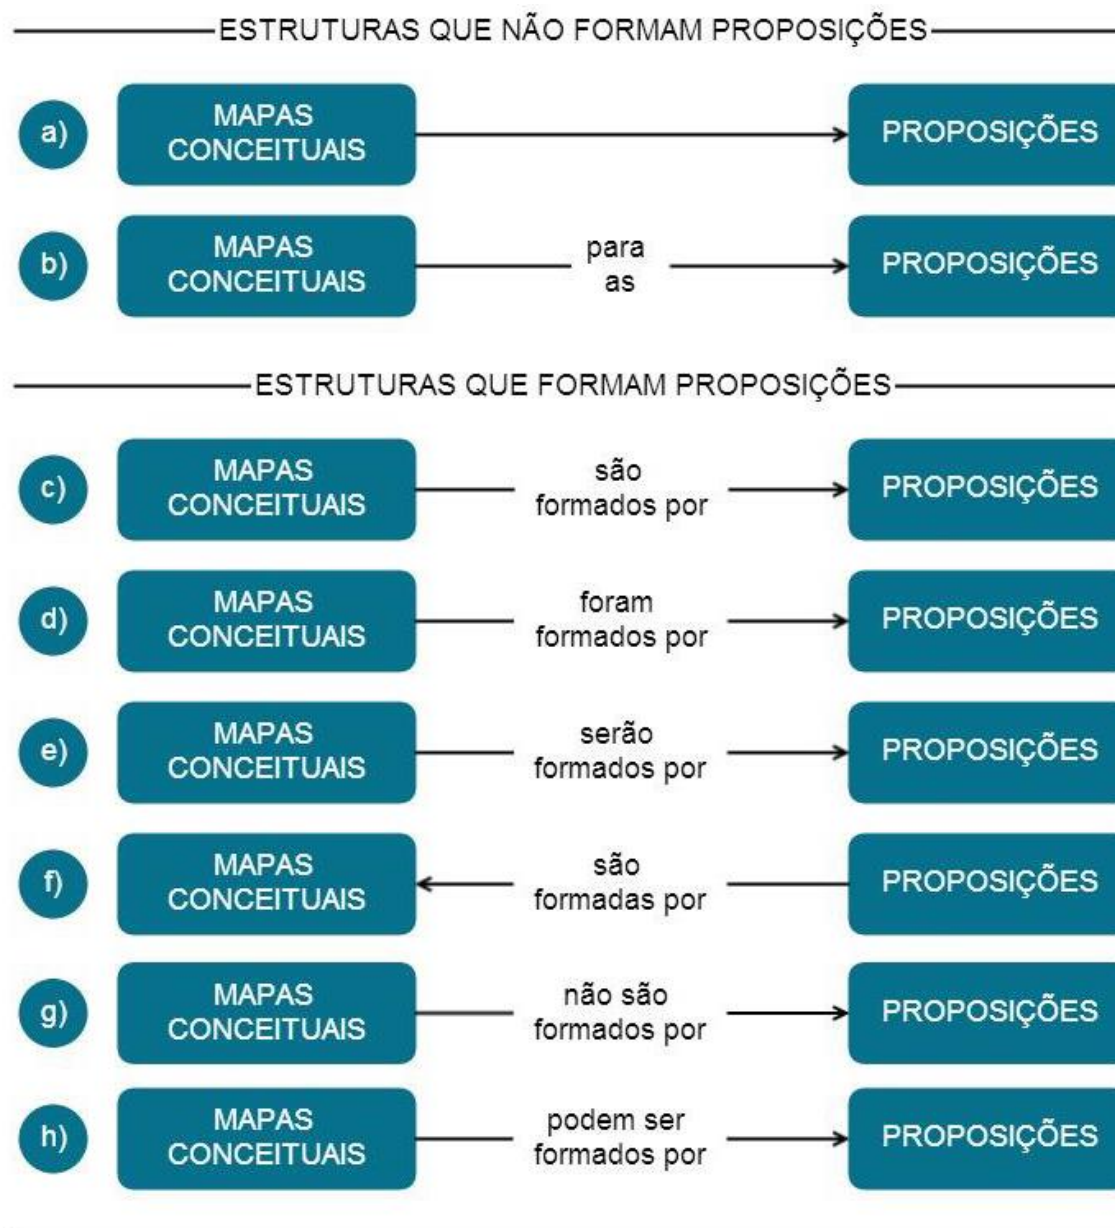 ESTRUTURAS QUE NÃO FORMAM PROPOSIÇÕES
a)
MAPAS
CONCEITUAIS
PROPOSIÇÕES
b)
MAPAS
CONCEITUAIS
para
as
PROPOSIÇÕES
ESTRUTURAS QUE FORMAM PROPOSIÇÕES
c)
MAPAS
CONCEITUAIS
são
formados por
PROPOSIÇÕES
d)
MAPAS
CONCEITUAIS
foram
formados por
PROPOSIÇÕES
e)
MAPAS
CONCEITUAIS
serão
formados por
PROPOSIÇÕES
f)
MAPAS
CONCEITUAIS
são
formadas por
PROPOSIÇÕES
g)
MAPAS
CONCEITUAIS
não são
formados por
PROPOSIÇÕES
h)
MAPAS
CONCEITUAIS
podem ser
formados por
PROPOSIÇÕES